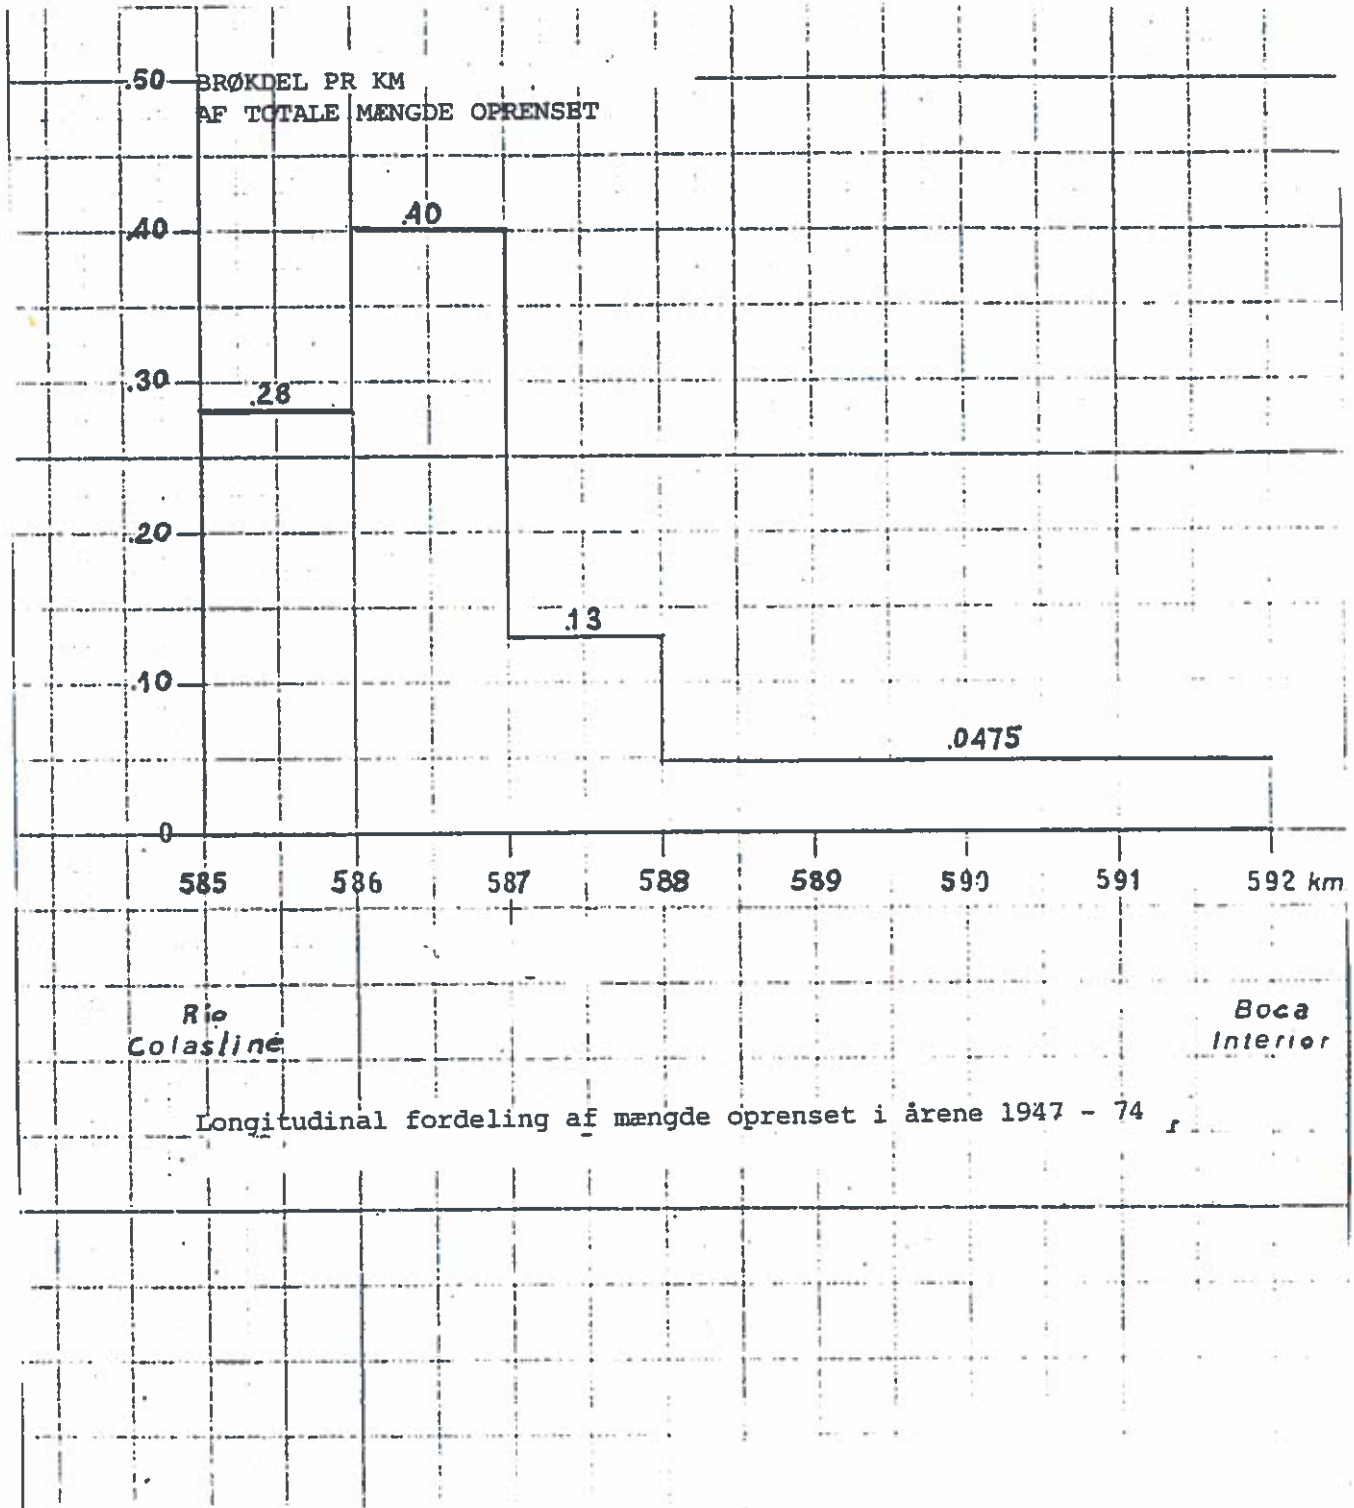 .50 BRØKDEL PR KM
AF TOTALE MÆNGDE OPRENSET
.40
.40
.30
.28
.20
.13
.10
.0475
0
585 586 587 588 589 590 591 592 km
Rio
Colastine
Boca
Interior
Longitudinal fordeling af mængde oprenset i årene 1947 - 74